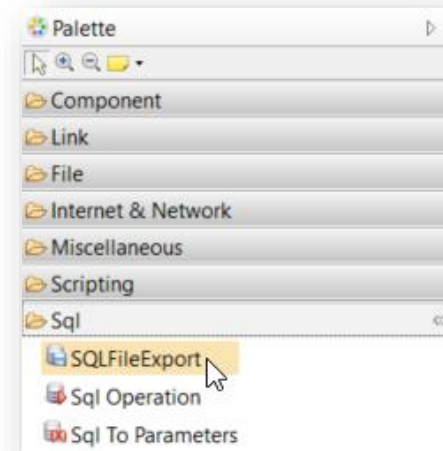 Palette
Component
Link
File
Internet & Network
Miscellaneous
Scripting
Sql
SQLFileExport
Sql Operation
Sql To Parameters